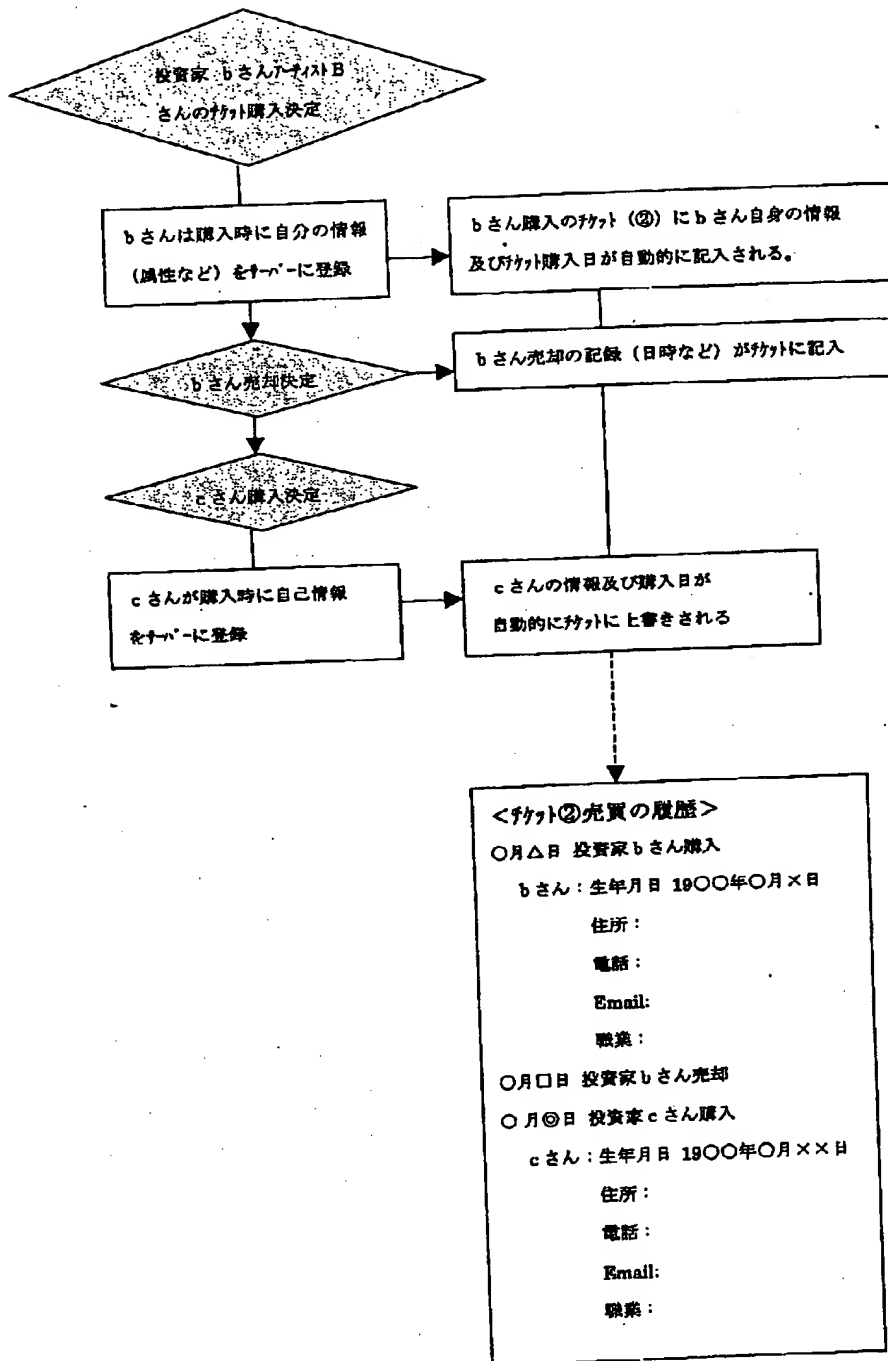 投資家 bさんｱｰﾃｨｽﾄB
さんのﾁｹｯﾄ購入決定
bさんは購入時に自分の情報
(属性など) をｻｰﾊﾞｰに登録
bさん購入のﾁｹｯﾄ (②) にbさん自身の情報
及びﾁｹｯﾄ購入日が自動的に記入される。
bさん売却決定
bさん売却の記録 (日時など) がﾁｹｯﾄに記入
cさん購入決定
cさんが購入時に自己情報
をｻｰﾊﾞｰに登録
cさんの情報及び購入日が
自動的にﾁｹｯﾄに上書きされる
＜ﾁｹｯﾄ②売買の履歴＞
○月△日 投資家bさん購入
bさん：生年月日 19○○年○月×日
住所：
電話：
Email:
職業：
○月□日 投資家bさん売却
○月◎日 投資家cさん購入
cさん：生年月日 19○○年○月××日
住所：
電話：
Email:
職業：